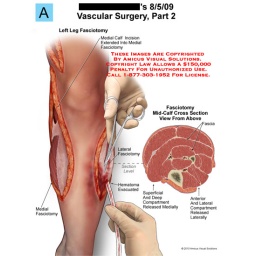 A
's 8/5/09
Vascular Surgery, Part 2
Left Leg Fasciotomy
Medial Calf Incision
Extended Into Medial
Fasciotomy
These Images Are Copyrighted
By Amicus Visual Solutions.
Copyright Law Allows A $150,000
Penalty For Unauthorized Use.
Call 1-877-303-1952 For License.
Fasciotomy
Mid-Calf Cross Section
View From Above
Fascia
Lateral
Fasciotomy
Section
Level
Hematoma
Evacuated
Medial
Fasciotomy
Superficial
And Deep
Compartment
Released Medially
Anterior
And Lateral
Compartment
Released
Laterally